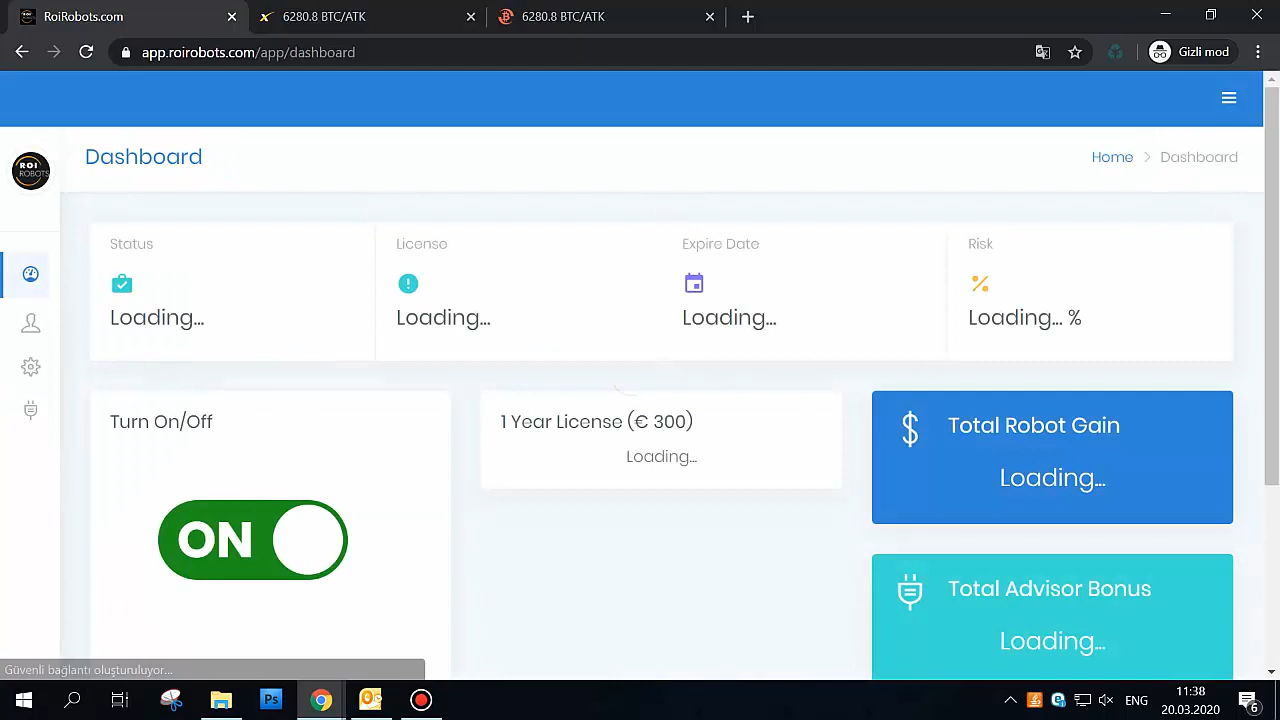 RoiRobots.com
6280.8 BTC/ATK
6280.8 BTC/ATK
app.roirobots.com/app/dashboard
Gizli mod
ROI
ROBOTS
Dashboard
Home > Dashboard
Status
License
Expire Date
Risk
Loading...
Loading...
Loading...
Loading... %
Turn On/Off
ON
1 Year License (€ 300)
Loading...
Total Robot Gain
Loading...
Total Advisor Bonus
Loading...
Güvenli bağlantı oluşturuluyor...
Ps
ENG
11:38
20.03.2020
6